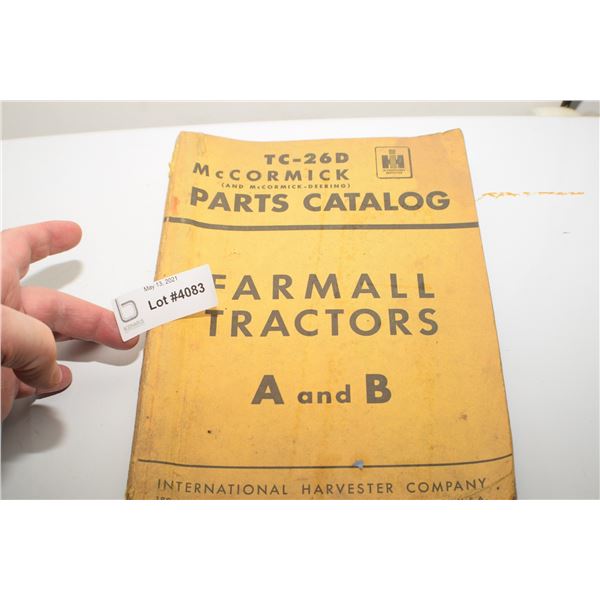 TC-26D
McCORMICK
(AND McCORMICK-DEERING)
PARTS CATALOG
IH
May 13, 2021
Lot #4083
FARMALL
TRACTORS
A and B
INTERNATIONAL HARVESTER COMPANY